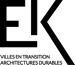 EK
VILLES EN TRANSITION
ARCHITECTURES DURABLES